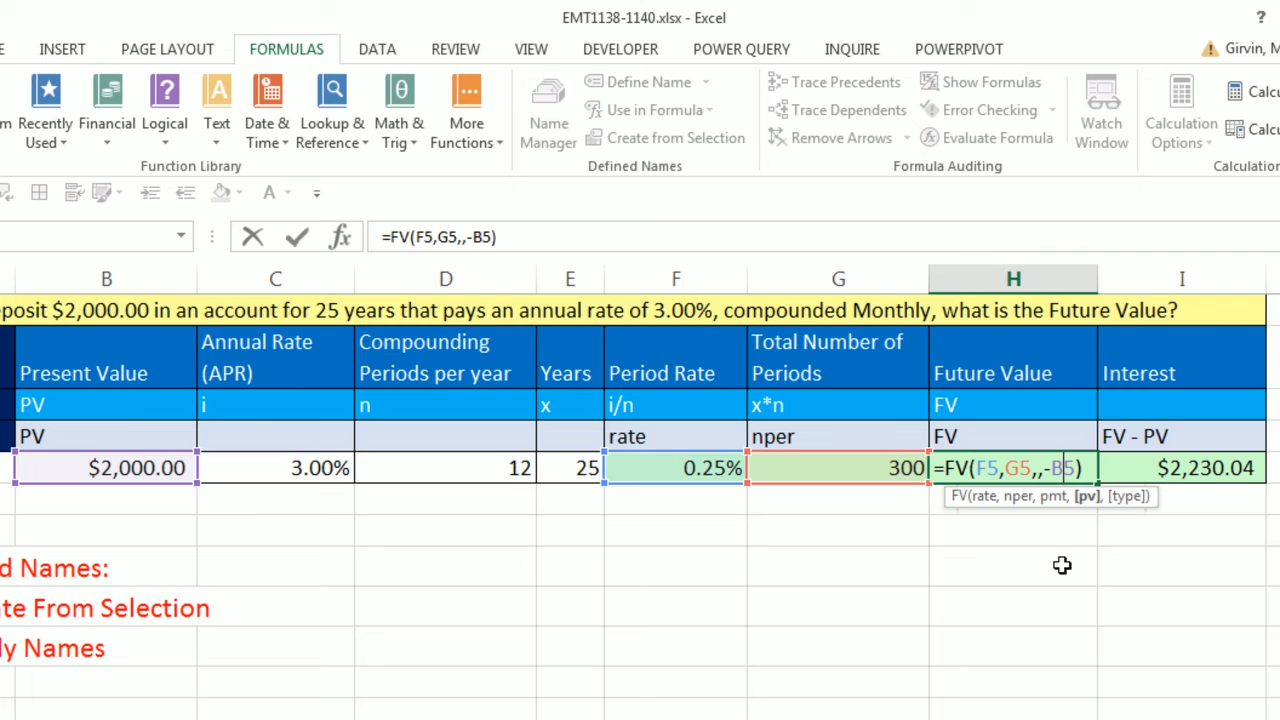 EMT1138-1140.xlsx - Excel
?
E INSERT PAGE LAYOUT FORMULAS DATA REVIEW VIEW DEVELOPER POWER QUERY INQUIRE POWERPIVOT Girvin, M
m Recently Used Financial Logical Text Date & Time Lookup & Reference Math & Trig More Functions
Function Library
Name Manager
Define Name
Use in Formula
Create from Selection
Defined Names
Trace Precedents
Trace Dependents
Remove Arrows
Show Formulas
Error Checking
Evaluate Formula
Formula Auditing
Watch Window
Calculation Options
Calcu
Calc
Calculation
A
fx =FV(F5,G5,,-B5)
B C D E F G H I
posit $2,000.00 in an account for 25 years that pays an annual rate of 3.00%, compounded Monthly, what is the Future Value?
Present Value Annual Rate (APR) Compounding Periods per year Years Period Rate Total Number of Periods Future Value Interest
PV i n x i/n x*n FV
PV rate nper FV FV - PV
$2,000.00 3.00% 12 25 0.25% 300 =FV(F5,G5,,-B5) $2,230.04
FV(rate, nper, pmt, [pv], [type])
d Names:
te From Selection
ly Names